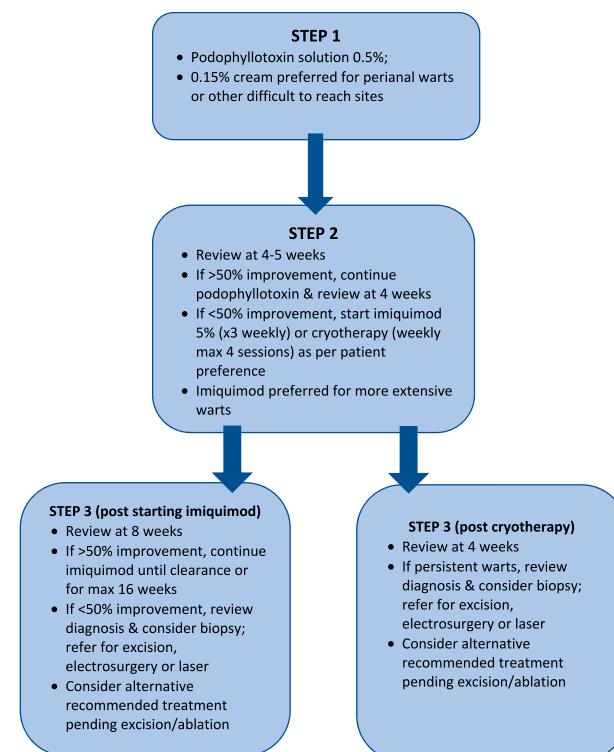 STEP 1
• Podophyllotoxin solution 0.5%;
• 0.15% cream preferred for perianal warts
or other difficult to reach sites
STEP 2
• Review at 4-5 weeks
• If >50% improvement, continue
podophyllotoxin & review at 4 weeks
• If <50% improvement, start imiquimod
5% (x3 weekly) or cryotherapy (weekly
max 4 sessions) as per patient
preference
• Imiquimod preferred for more extensive
warts
STEP 3 (post starting imiquimod)
• Review at 8 weeks
• If >50% improvement, continue
imiquimod until clearance or
for max 16 weeks
• If <50% improvement, review
diagnosis & consider biopsy;
refer for excision,
electrosurgery or laser
• Consider alternative
recommended treatment
pending excision/ablation
STEP 3 (post cryotherapy)
• Review at 4 weeks
• If persistent warts, review
diagnosis & consider biopsy;
refer for excision,
electrosurgery or laser
• Consider alternative
recommended treatment
pending excision/ablation